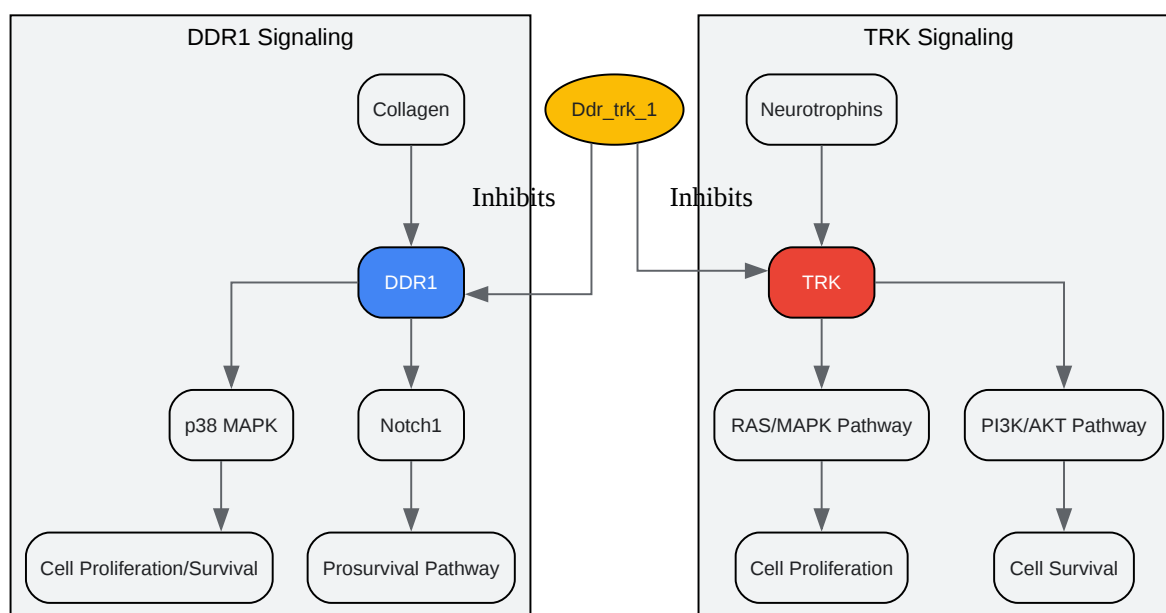 DDR1 Signaling
TRK Signaling
Collagen
Ddr_trk_1
Neurotrophins
Inhibits
Inhibits
DDR1
TRK
p38 MAPK
Notch1
RAS/MAPK Pathway
PI3K/AKT Pathway
Cell Proliferation/Survival
Prosurvival Pathway
Cell Proliferation
Cell Survival